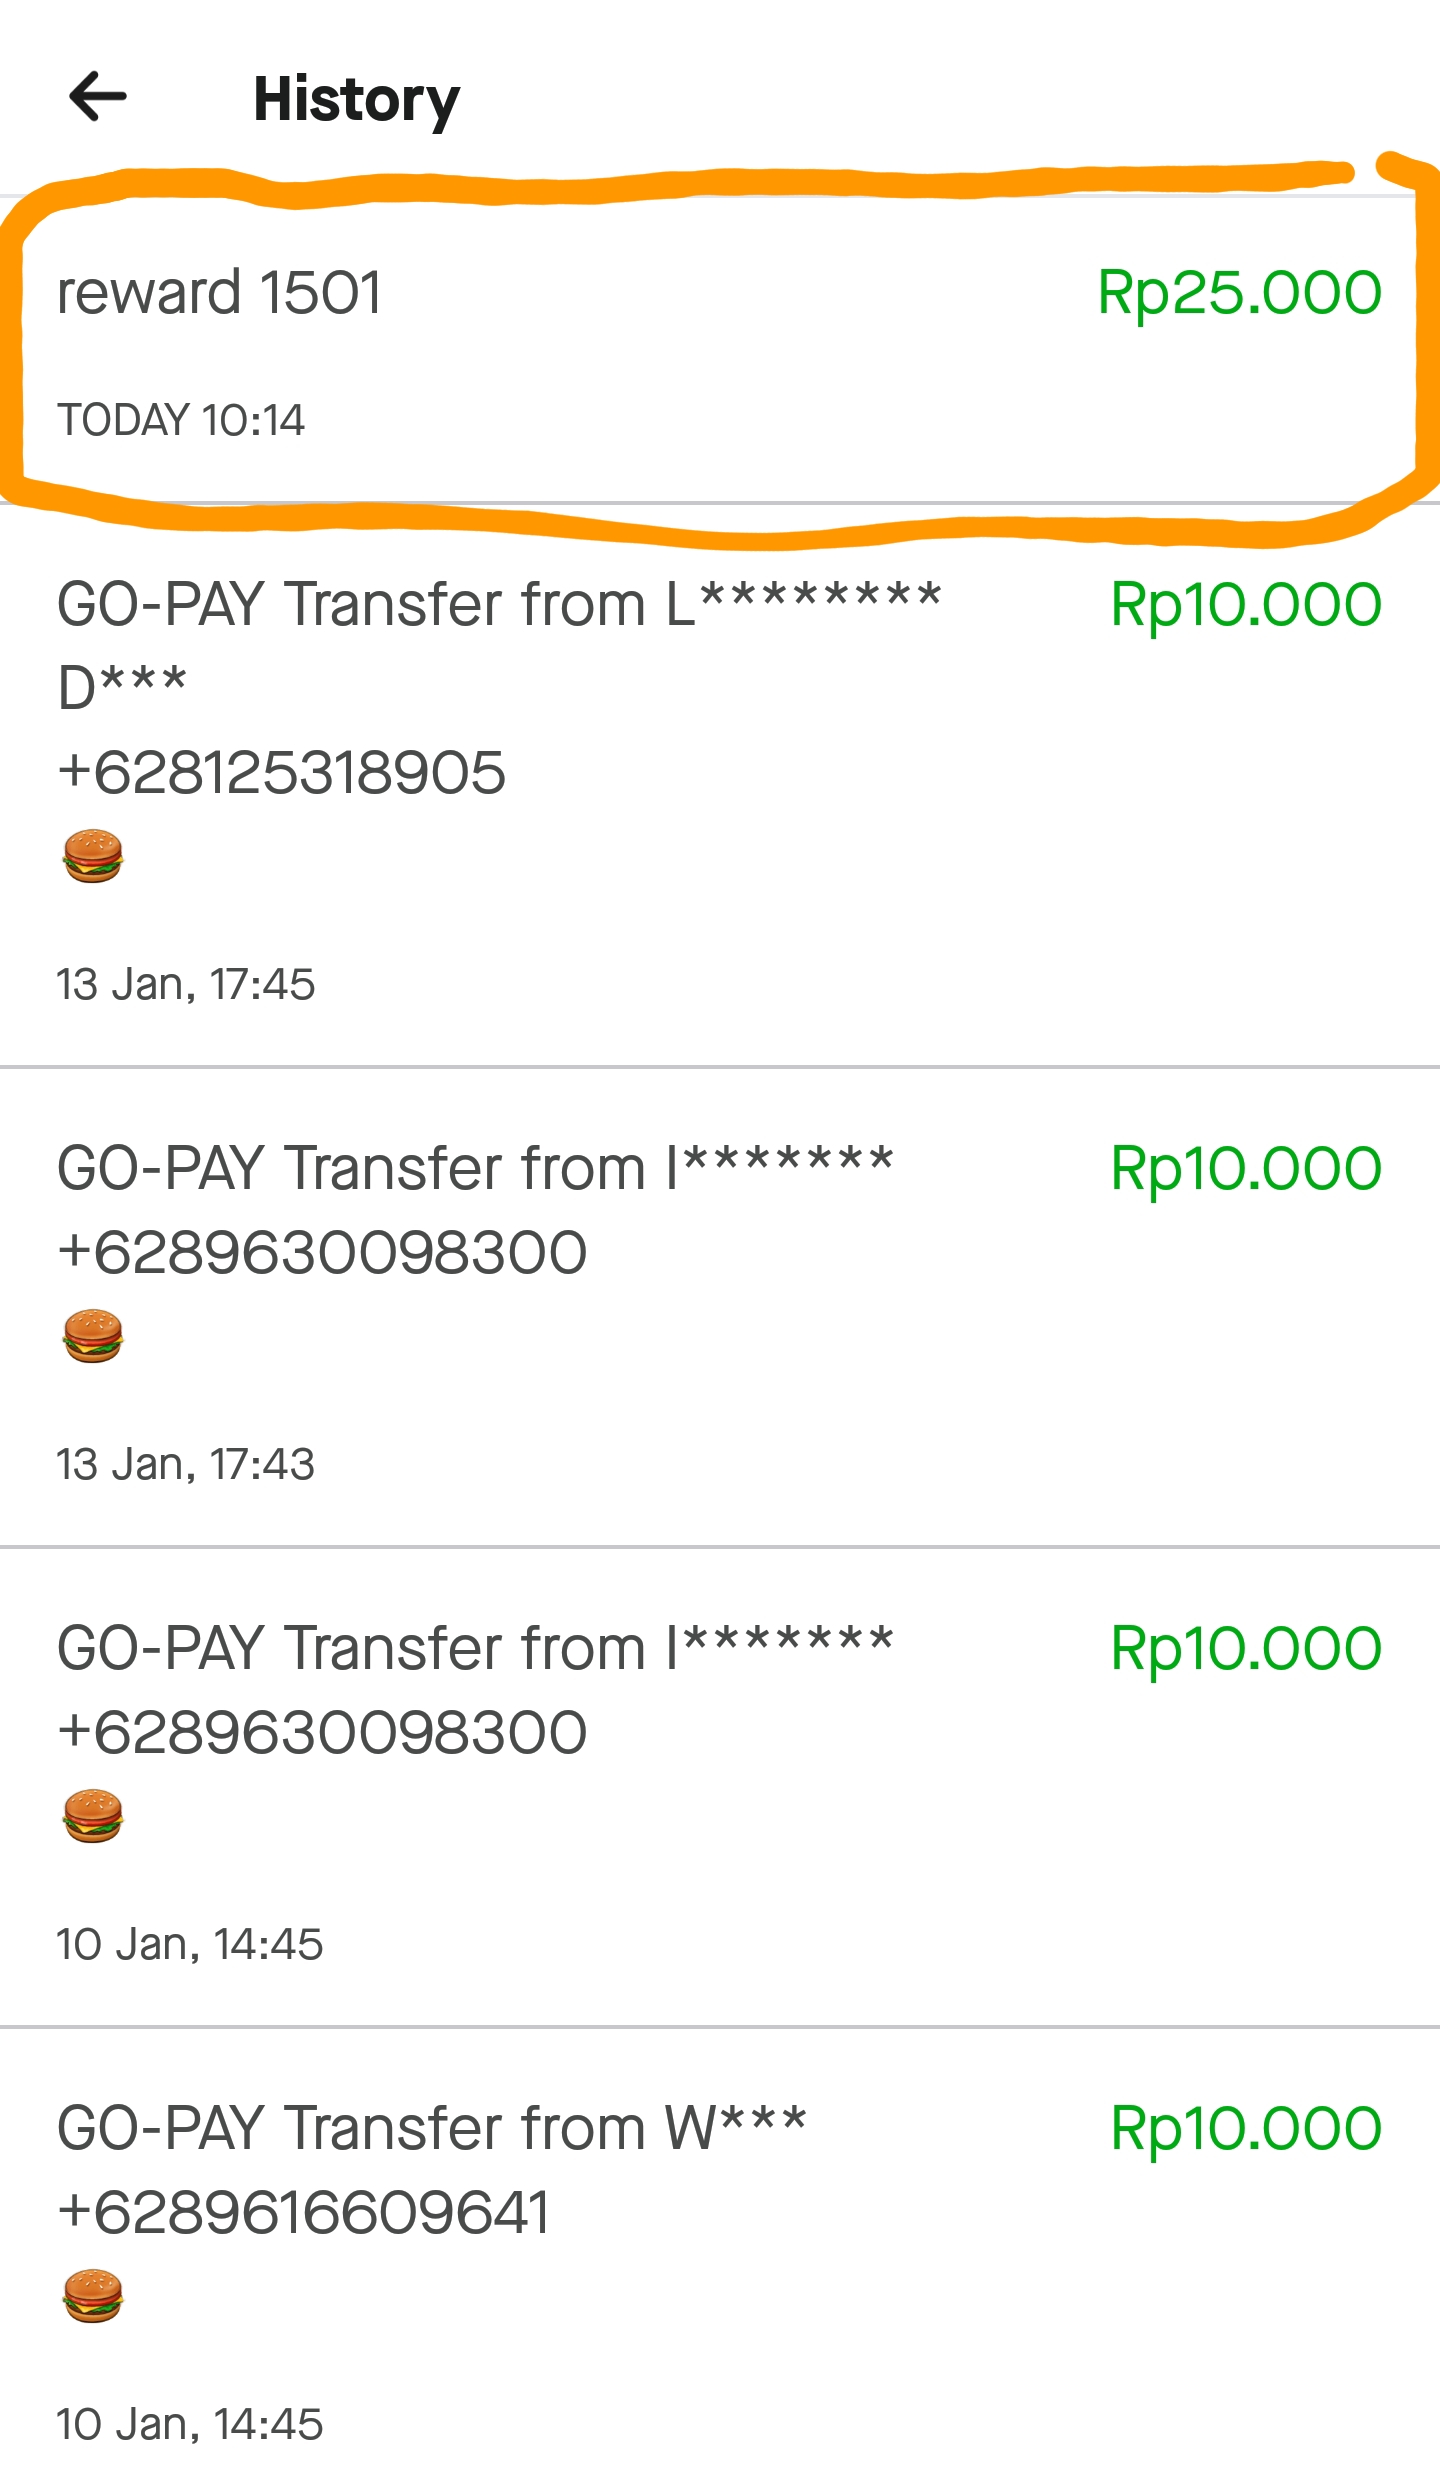 History
reward 1501 Rp25.000
TODAY 10:14
GO-PAY Transfer from L******** Rp10.000
D***
+628125318905
🍔
13 Jan, 17:45
GO-PAY Transfer from I******* Rp10.000
+6289630098300
🍔
13 Jan, 17:43
GO-PAY Transfer from I******* Rp10.000
+6289630098300
🍔
10 Jan, 14:45
GO-PAY Transfer from W*** Rp10.000
+6289616609641
🍔
10 Jan, 14:45